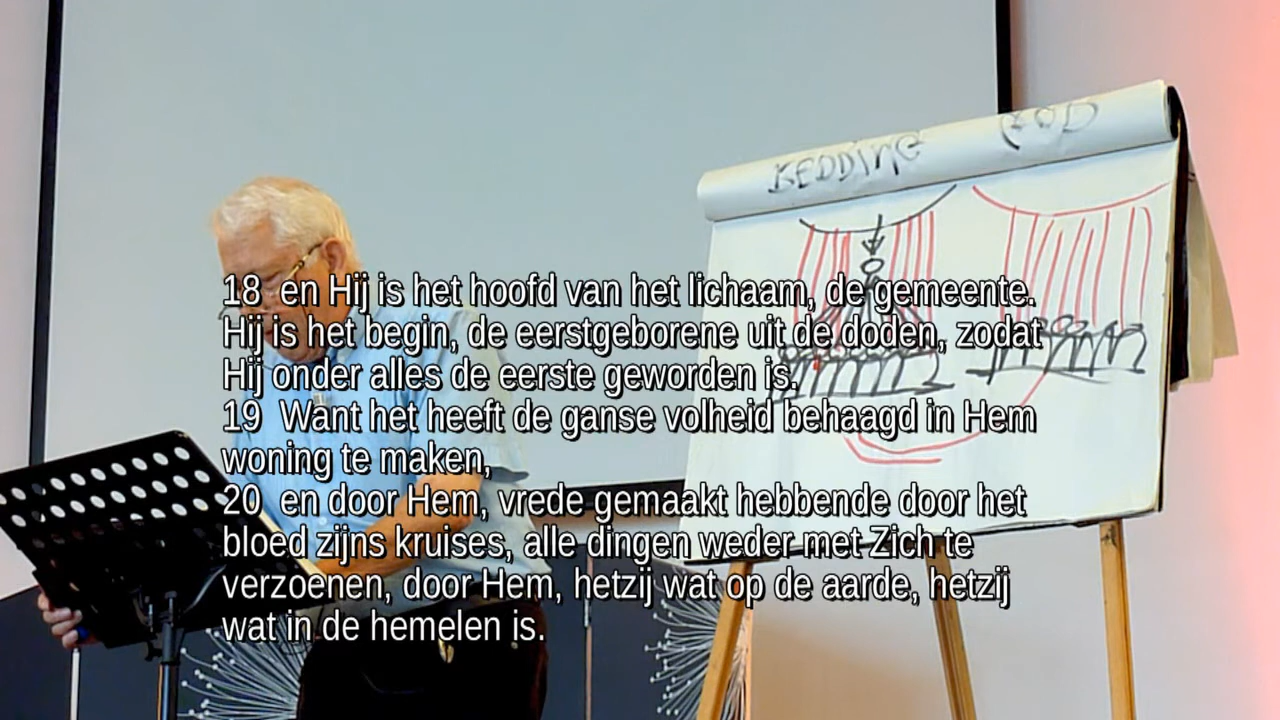 REDDING GOD
18 en Hij is het hoofd van het lichaam, de gemeente.
Hij is het begin, de eerstgeborene uit de doden, zodat
Hij onder alles de eerste geworden is.
19 Want het heeft de ganse volheid behaagd in Hem
woning te maken,
20 en door Hem, vrede gemaakt hebbende door het
bloed zijns kruises, alle dingen weder met Zich te
verzoenen, door Hem, hetzij wat op de aarde, hetzij
wat in de hemelen is.